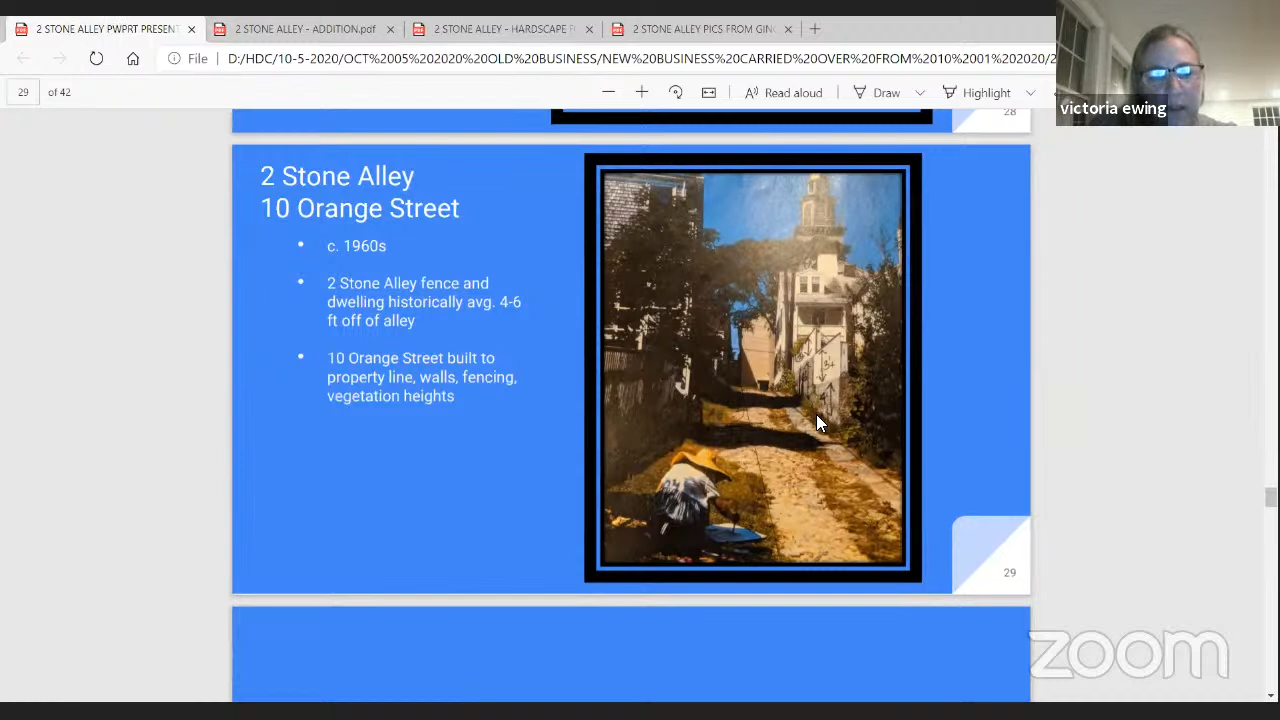 2 STONE ALLEY PWPRT PRESENT
2 STONE ALLEY - ADDITION.pdf
2 STONE ALLEY - HARDSCAPE F
2 STONE ALLEY PICS FROM GIN
File
D:/HDC/10-5-2020/OCT%2005%202020%20OLD%20BUSINESS/NEW%20BUSINESS%20CARRIED%20OVER%20FROM%2010%2001%202020/2
victoria ewing
29
of 42
Read aloud
Draw
Highlight
28
2 Stone Alley
10 Orange Street
• c. 1960s
• 2 Stone Alley fence and
dwelling historically avg. 4-6
ft off of alley
• 10 Orange Street built to
property line, walls, fencing,
vegetation heights
29
zoom